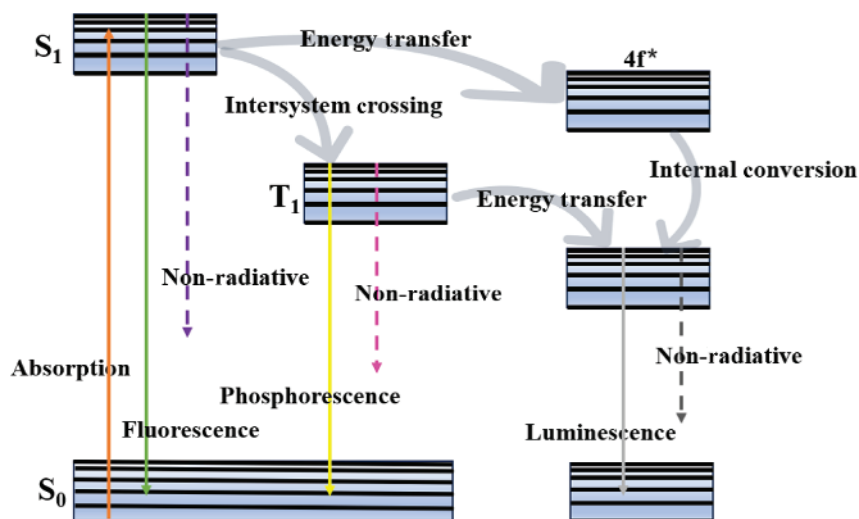 S1
Energy transfer
4f*
Intersystem crossing
Internal conversion
T1
Energy transfer
Non-radiative
Non-radiative
Non-radiative
Absorption
Phosphorescence
Fluorescence
Luminescence
S0